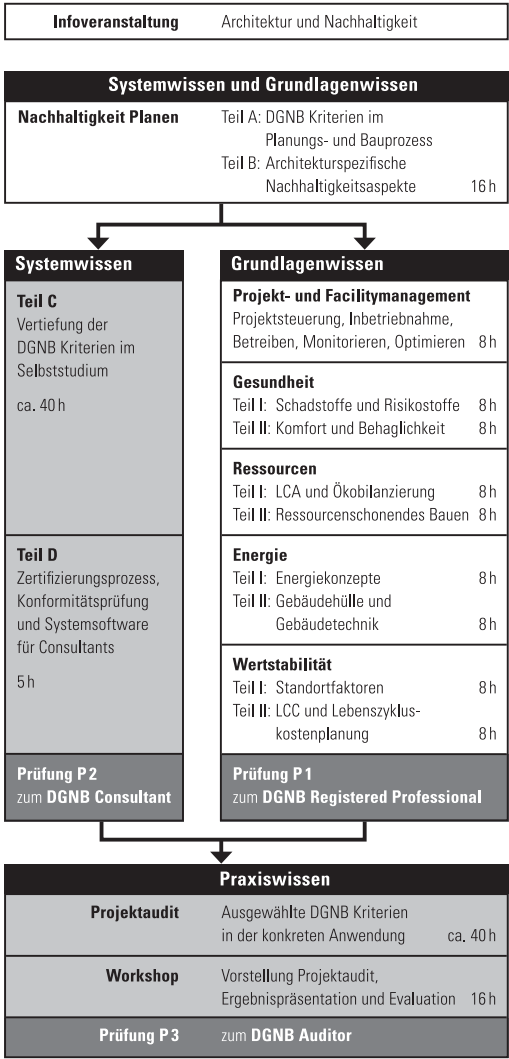 Infoveranstaltung Architektur und Nachhaltigkeit
Systemwissen und Grundlagenwissen
Nachhaltigkeit Planen Teil A: DGNB Kriterien im
Planungs- und Bauprozess
Teil B: Architekturspezifische
Nachhaltigkeitsaspekte 16 h
Systemwissen
Teil C
Vertiefung der
DGNB Kriterien im
Selbststudium
ca. 40 h
Teil D
Zertifizierungsprozess,
Konformitätsprüfung
und Systemsoftware
für Consultants
5 h
Prüfung P 2
zum DGNB Consultant
Grundlagenwissen
Projekt- und Facilitymanagement
Projektsteuerung, Inbetriebnahme,
Betreiben, Monitorieren, Optimieren 8 h
Gesundheit
Teil I: Schadstoffe und Risikostoffe 8 h
Teil II: Komfort und Behaglichkeit 8 h
Ressourcen
Teil I: LCA und Ökobilanzierung 8 h
Teil II: Ressourcenschonendes Bauen 8 h
Energie
Teil I: Energiekonzepte 8 h
Teil II: Gebäudehülle und
Gebäudetechnik 8 h
Wertstabilität
Teil I: Standortfaktoren 8 h
Teil II: LCC und Lebenszyklus-
kostenplanung 8 h
Prüfung P 1
zum DGNB Registered Professional
Praxiswissen
Projektaudit Ausgewählte DGNB Kriterien
in der konkreten Anwendung ca. 40 h
Workshop Vorstellung Projektaudit,
Ergebnispräsentation und Evaluation 16 h
Prüfung P 3 zum DGNB Auditor